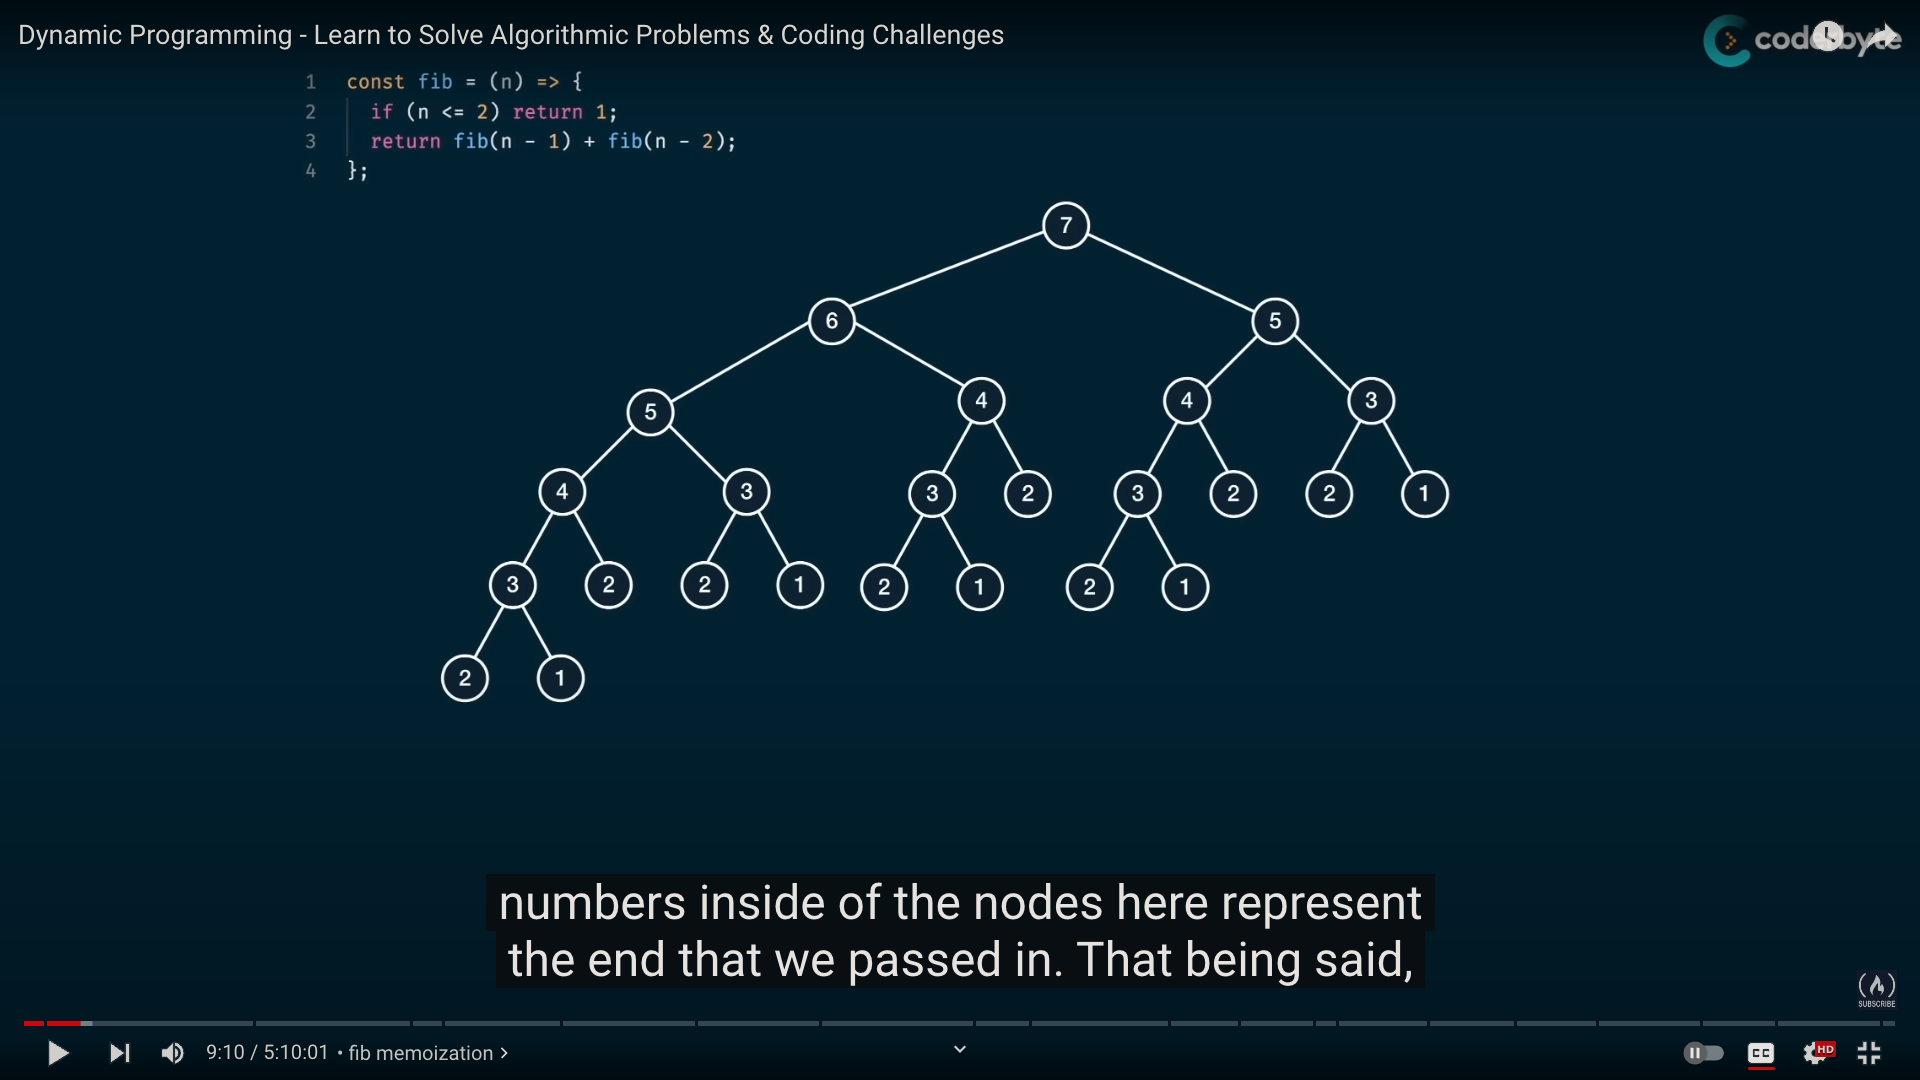 Dynamic Programming - Learn to Solve Algorithmic Problems & Coding Challenges
coderbyte
1 const fib = (n) => {
2 if (n <= 2) return 1;
3 return fib(n - 1) + fib(n - 2);
4 };
7
6 5
5 4 4 3
4 3 3 2 3 2 2 1
3 2 2 1 2 1 2 1
2 1
numbers inside of the nodes here represent
the end that we passed in. That being said,
SUBSCRIBE
9:10 / 5:10:01 • fib memoization >
CC
HD